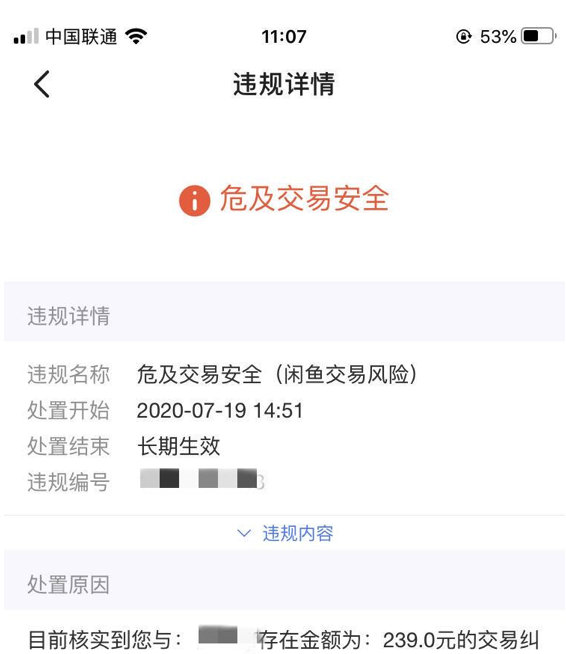 中国联通 11:07 53%
违规详情
危及交易安全
违规详情
违规名称 危及交易安全（闲鱼交易风险）
处置开始 2020-07-19 14:51
处置结束 长期生效
违规编号
违规内容
处置原因
目前核实到您与： 存在金额为：239.0元的交易纠